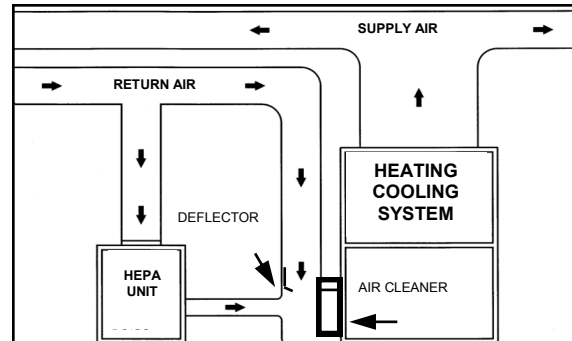 SUPPLY AIR
RETURN AIR
HEATING
COOLING
SYSTEM
DEFLECTOR
HEPA
UNIT
AIR CLEANER